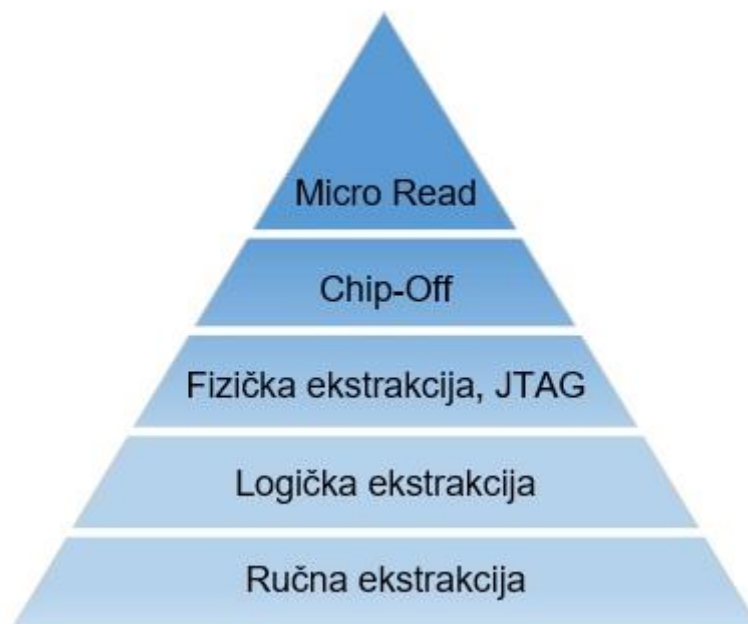 Micro Read
Chip-Off
Fizička ekstrakcija, JTAG
Logička ekstrakcija
Ručna ekstrakcija